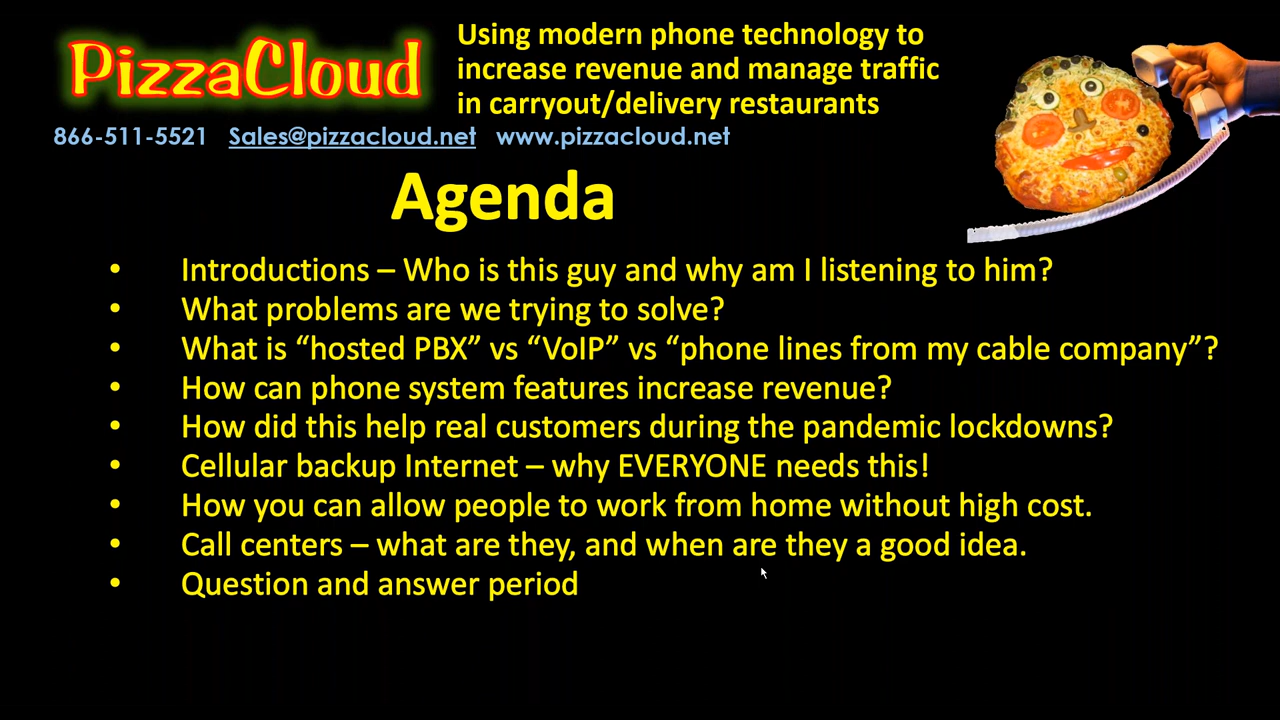 PizzaCloud
Using modern phone technology to
increase revenue and manage traffic
in carryout/delivery restaurants
866-511-5521 Sales@pizzacloud.net www.pizzacloud.net
Agenda
• Introductions – Who is this guy and why am I listening to him?
• What problems are we trying to solve?
• What is “hosted PBX” vs “VoIP” vs “phone lines from my cable company”?
• How can phone system features increase revenue?
• How did this help real customers during the pandemic lockdowns?
• Cellular backup Internet – why EVERYONE needs this!
• How you can allow people to work from home without high cost.
• Call centers – what are they, and when are they a good idea.
• Question and answer period